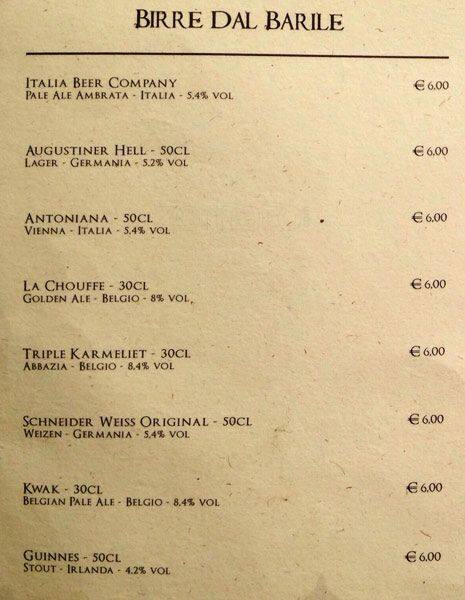 BIRRE DAL BARILE
ITALIA BEER COMPANY € 6,00
PALE ALE AMBRATA - ITALIA - 5,4% VOL
AUGUSTINER HELL - 50CL € 6,00
LAGER - GERMANIA - 5,2% VOL
ANTONIANA - 50CL € 6,00
VIENNA - ITALIA - 5,4% VOL
LA CHOUFFE - 30CL € 6,00
GOLDEN ALE - BELGIO - 8% VOL
TRIPLE KARMELIET - 30CL € 6,00
ABBAZIA - BELGIO - 8,4% VOL
SCHNEIDER WEISS ORIGINAL - 50CL € 6,00
WEIZEN - GERMANIA - 5,4% VOL
KWAK - 30CL € 6,00
BELGIAN PALE ALE - BELGIO - 8,4% VOL
GUINNES - 50CL € 6,00
STOUT - IRLANDA - 4,2% VOL